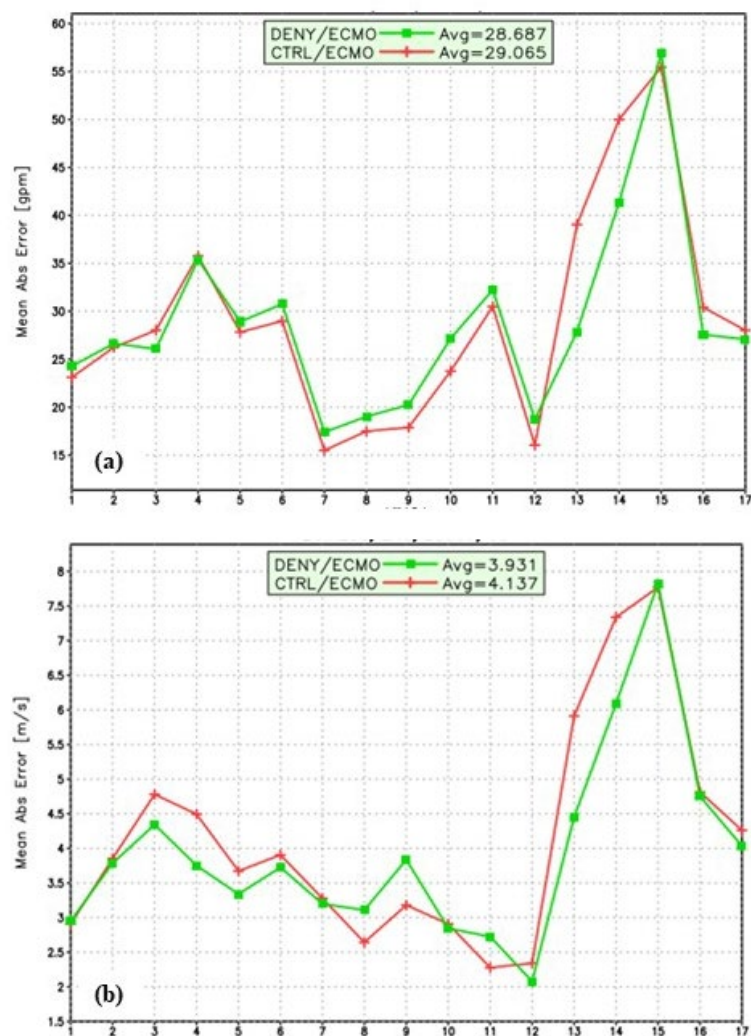 DENY/ECMO Avg=28.687
CTRL/ECMO Avg=29.065
60
55
50
45
40
35
30
25
20
15
Mean Abs Error [gpm]
(a)
1 2 3 4 5 6 7 8 9 10 11 12 13 14 15 16 17
DENY/ECMO Avg=3.931
CTRL/ECMO Avg=4.137
8
7.5
7
6.5
6
5.5
5
4.5
4
3.5
3
2.5
2
1.5
Mean Abs Error [m/s]
(b)
1 2 3 4 5 6 7 8 9 10 11 12 13 14 15 16 17